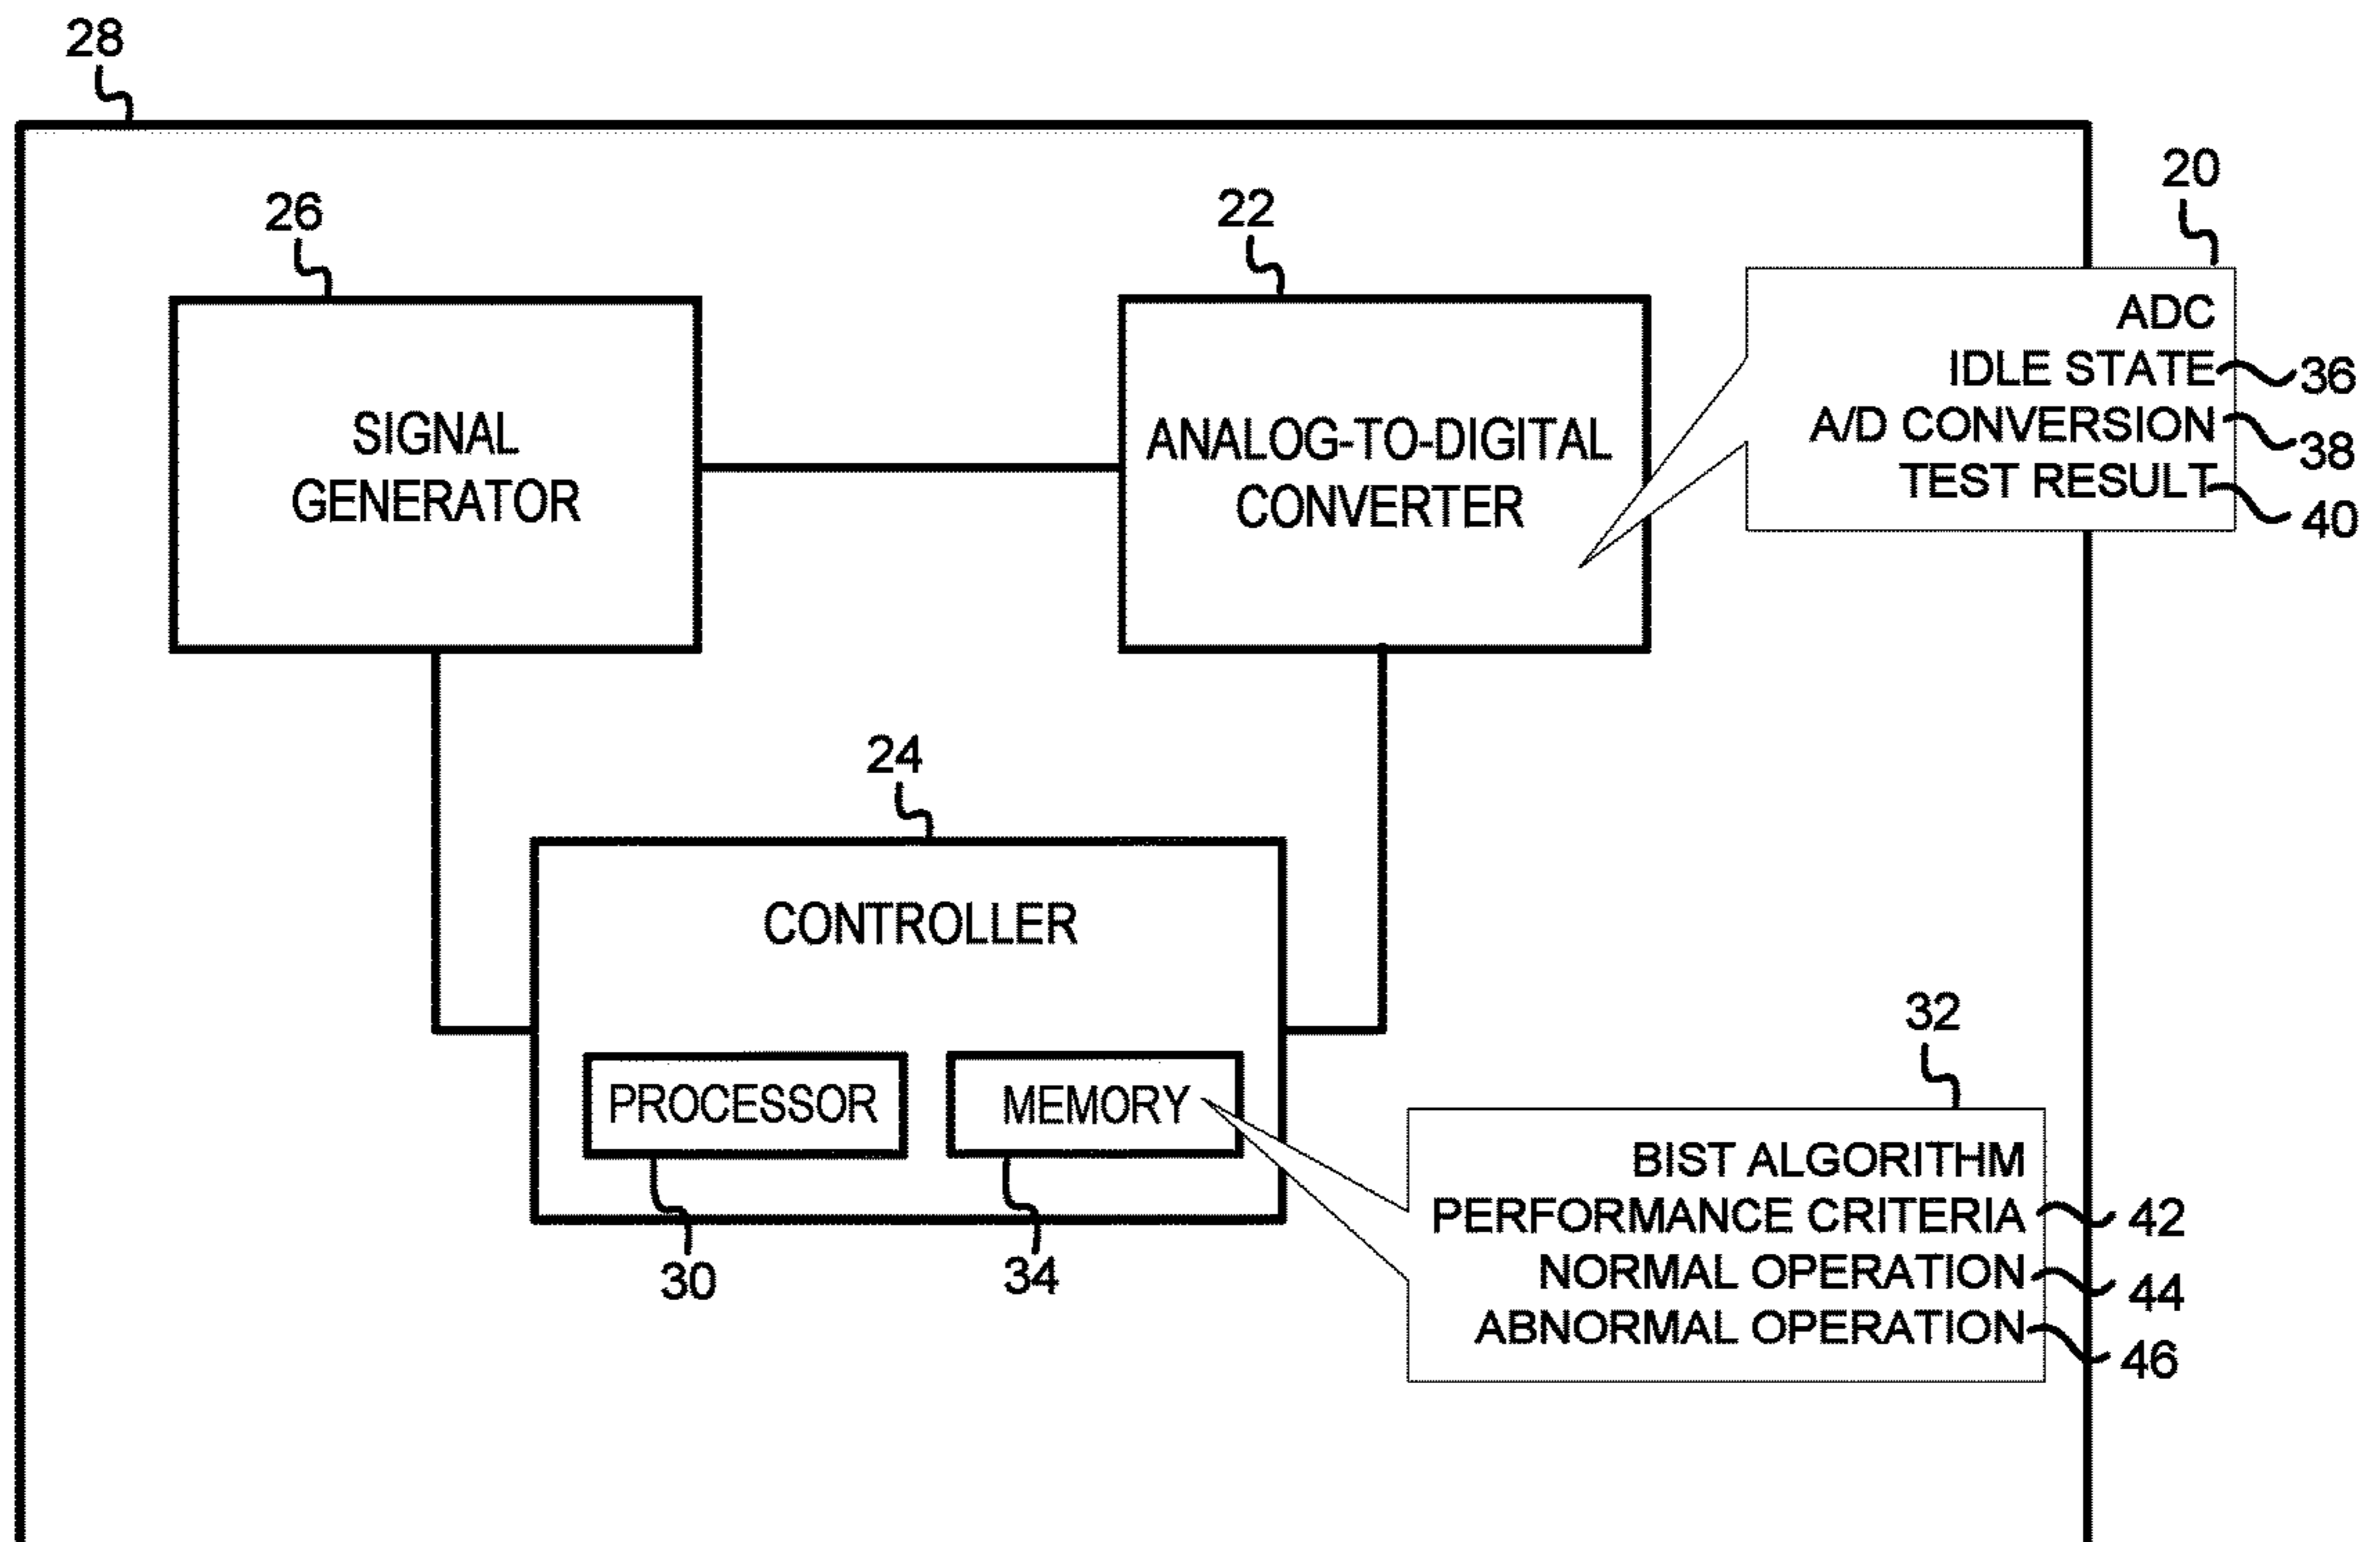 28
20
26
22
ADC
IDLE STATE 36
A/D CONVERSION 38
TEST RESULT 40
SIGNAL
GENERATOR
ANALOG-TO-DIGITAL
CONVERTER
24
CONTROLLER
PROCESSOR
MEMORY
30
34
32
BIST ALGORITHM
PERFORMANCE CRITERIA 42
NORMAL OPERATION 44
ABNORMAL OPERATION 46